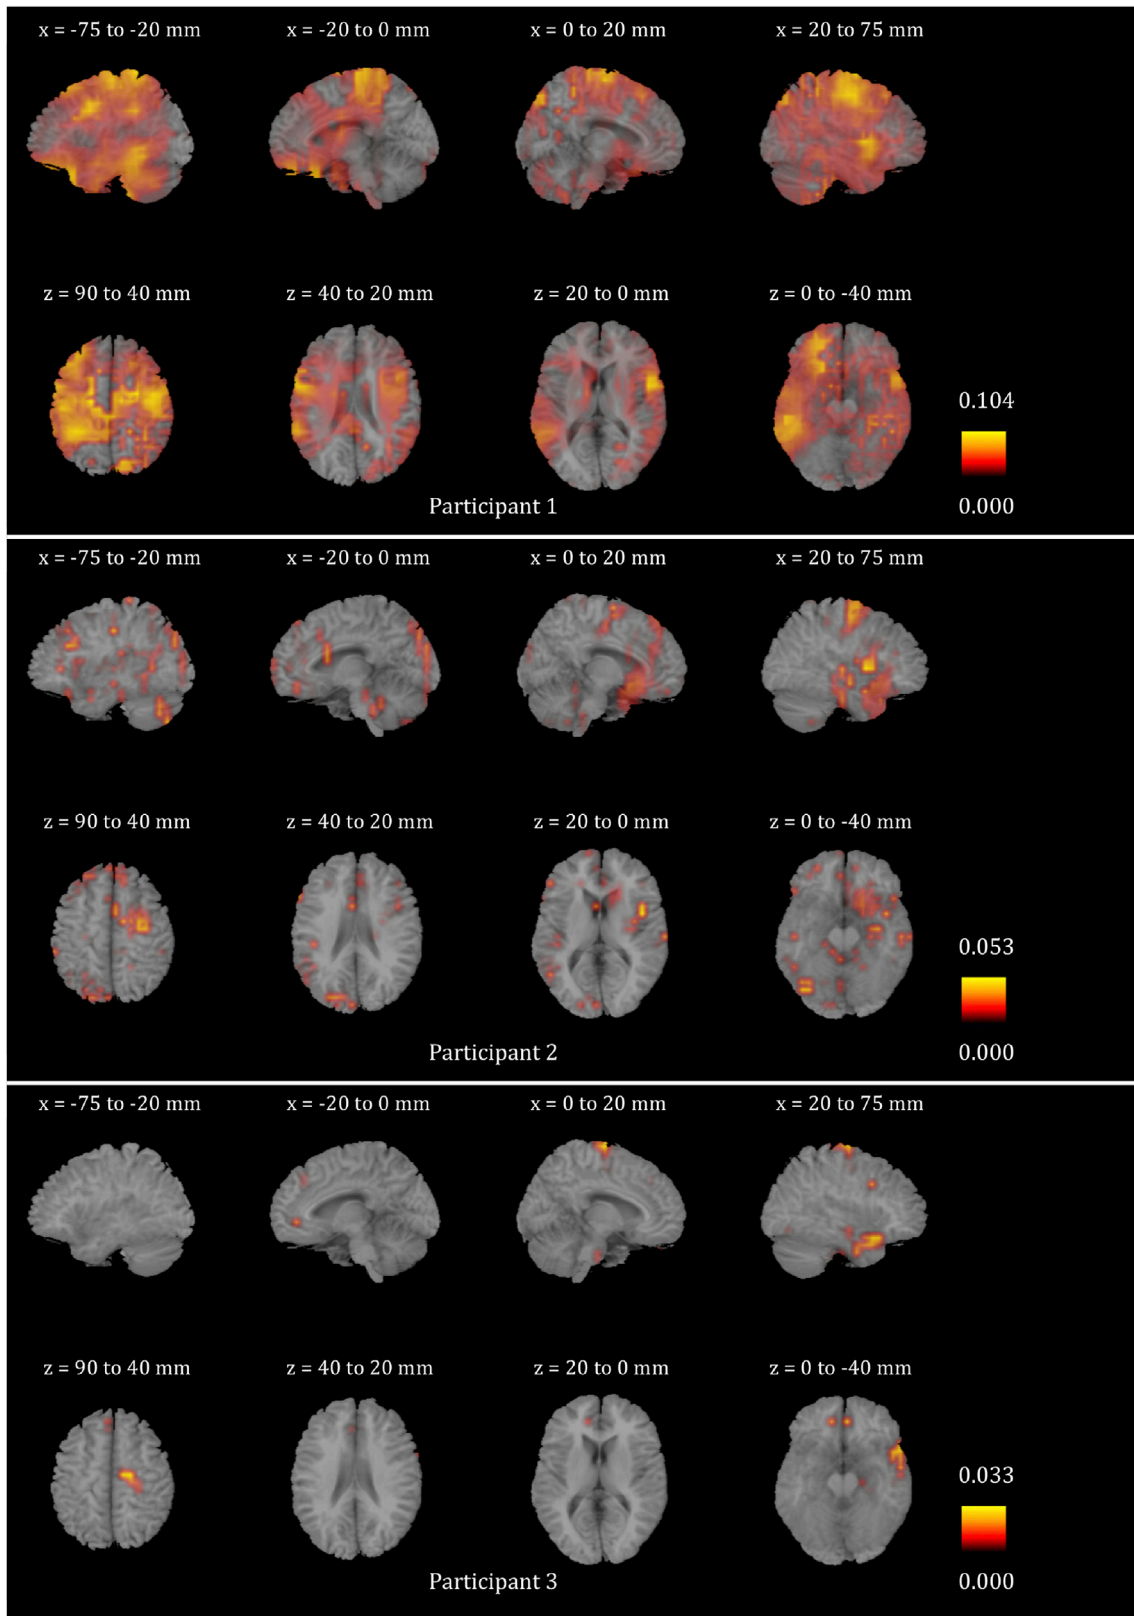 x = -75 to -20 mm
x = -20 to 0 mm
x = 0 to 20 mm
x = 20 to 75 mm
z = 90 to 40 mm
z = 40 to 20 mm
z = 20 to 0 mm
z = 0 to -40 mm
0.104
0.000
Participant 1
x = -75 to -20 mm
x = -20 to 0 mm
x = 0 to 20 mm
x = 20 to 75 mm
z = 90 to 40 mm
z = 40 to 20 mm
z = 20 to 0 mm
z = 0 to -40 mm
0.053
0.000
Participant 2
x = -75 to -20 mm
x = -20 to 0 mm
x = 0 to 20 mm
x = 20 to 75 mm
z = 90 to 40 mm
z = 40 to 20 mm
z = 20 to 0 mm
z = 0 to -40 mm
0.033
0.000
Participant 3